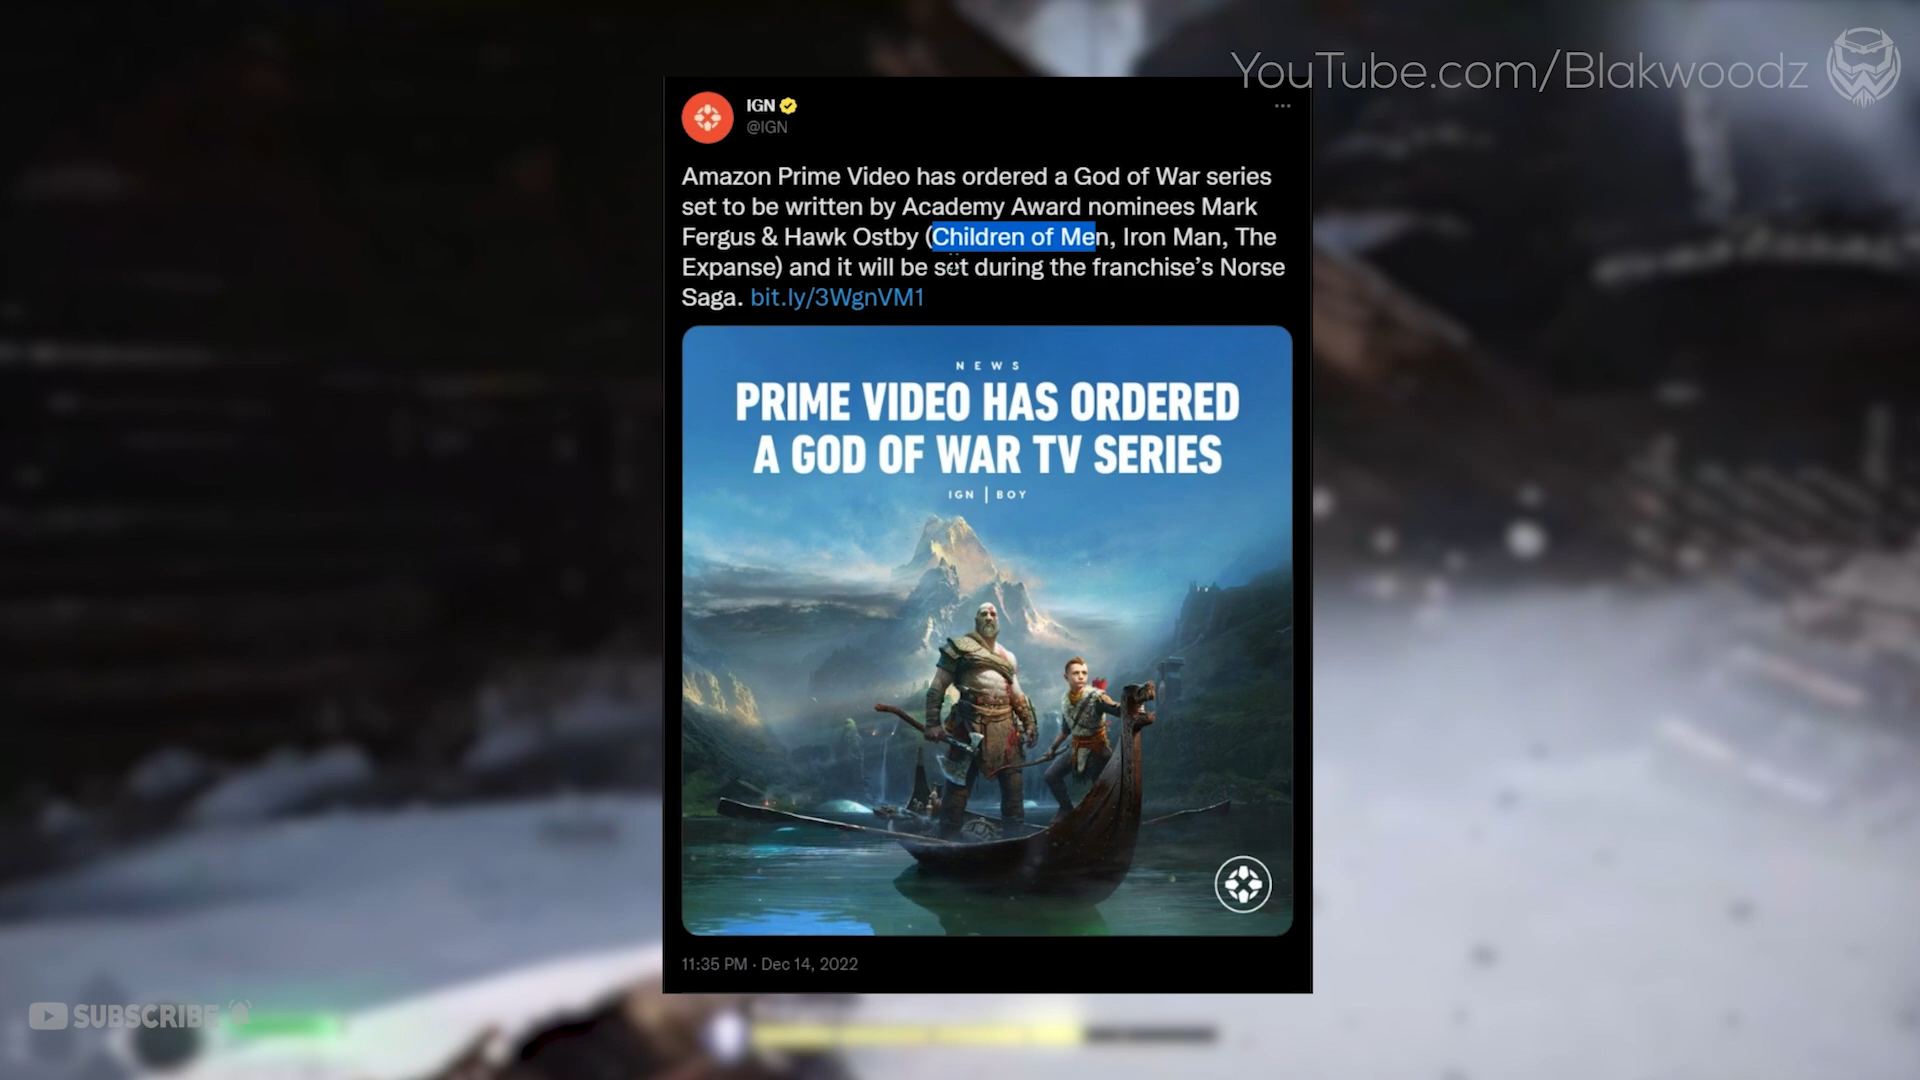 YouTube.com/Blakwoodz
IGN
@IGN
Amazon Prime Video has ordered a God of War series
set to be written by Academy Award nominees Mark
Fergus & Hawk Ostby (Children of Men, Iron Man, The
Expanse) and it will be set during the franchise’s Norse
Saga. bit.ly/3WgnVM1
NEWS
PRIME VIDEO HAS ORDERED
A GOD OF WAR TV SERIES
IGN | BOY
11:35 PM · Dec 14, 2022
SUBSCRIBE